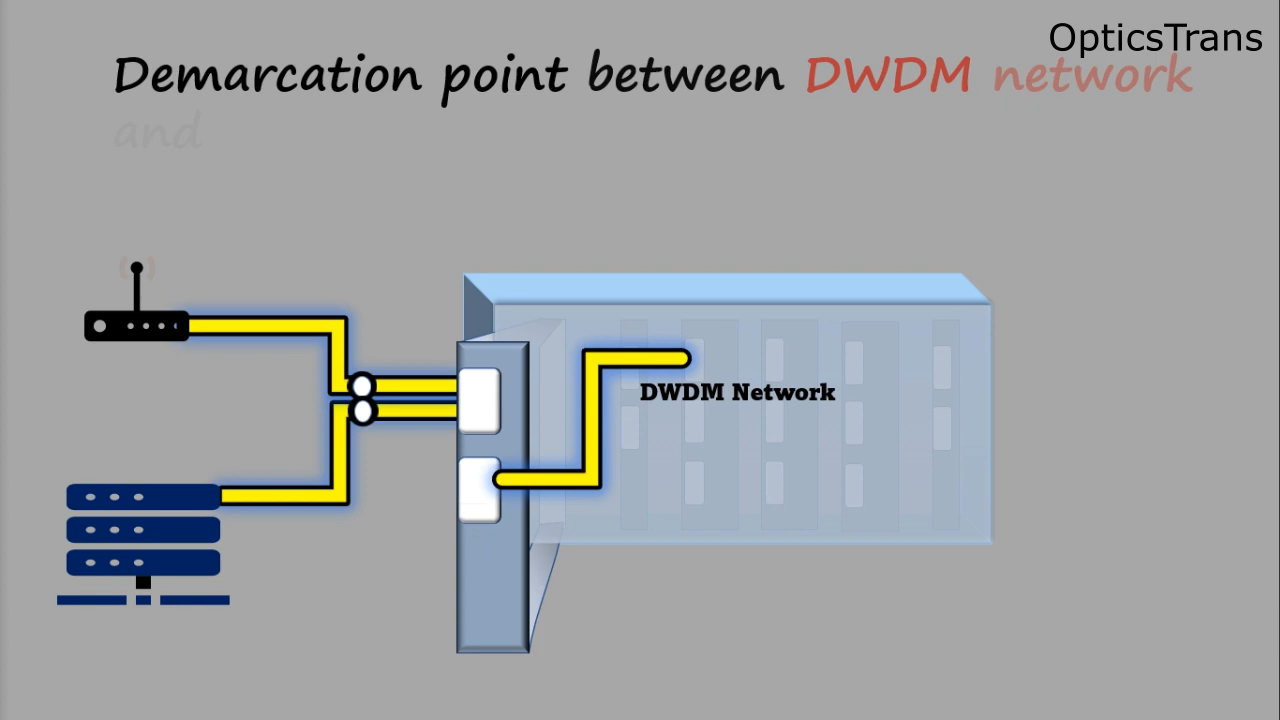 OpticsTrans
Demarcation point between DWDM network
and
DWDM Network